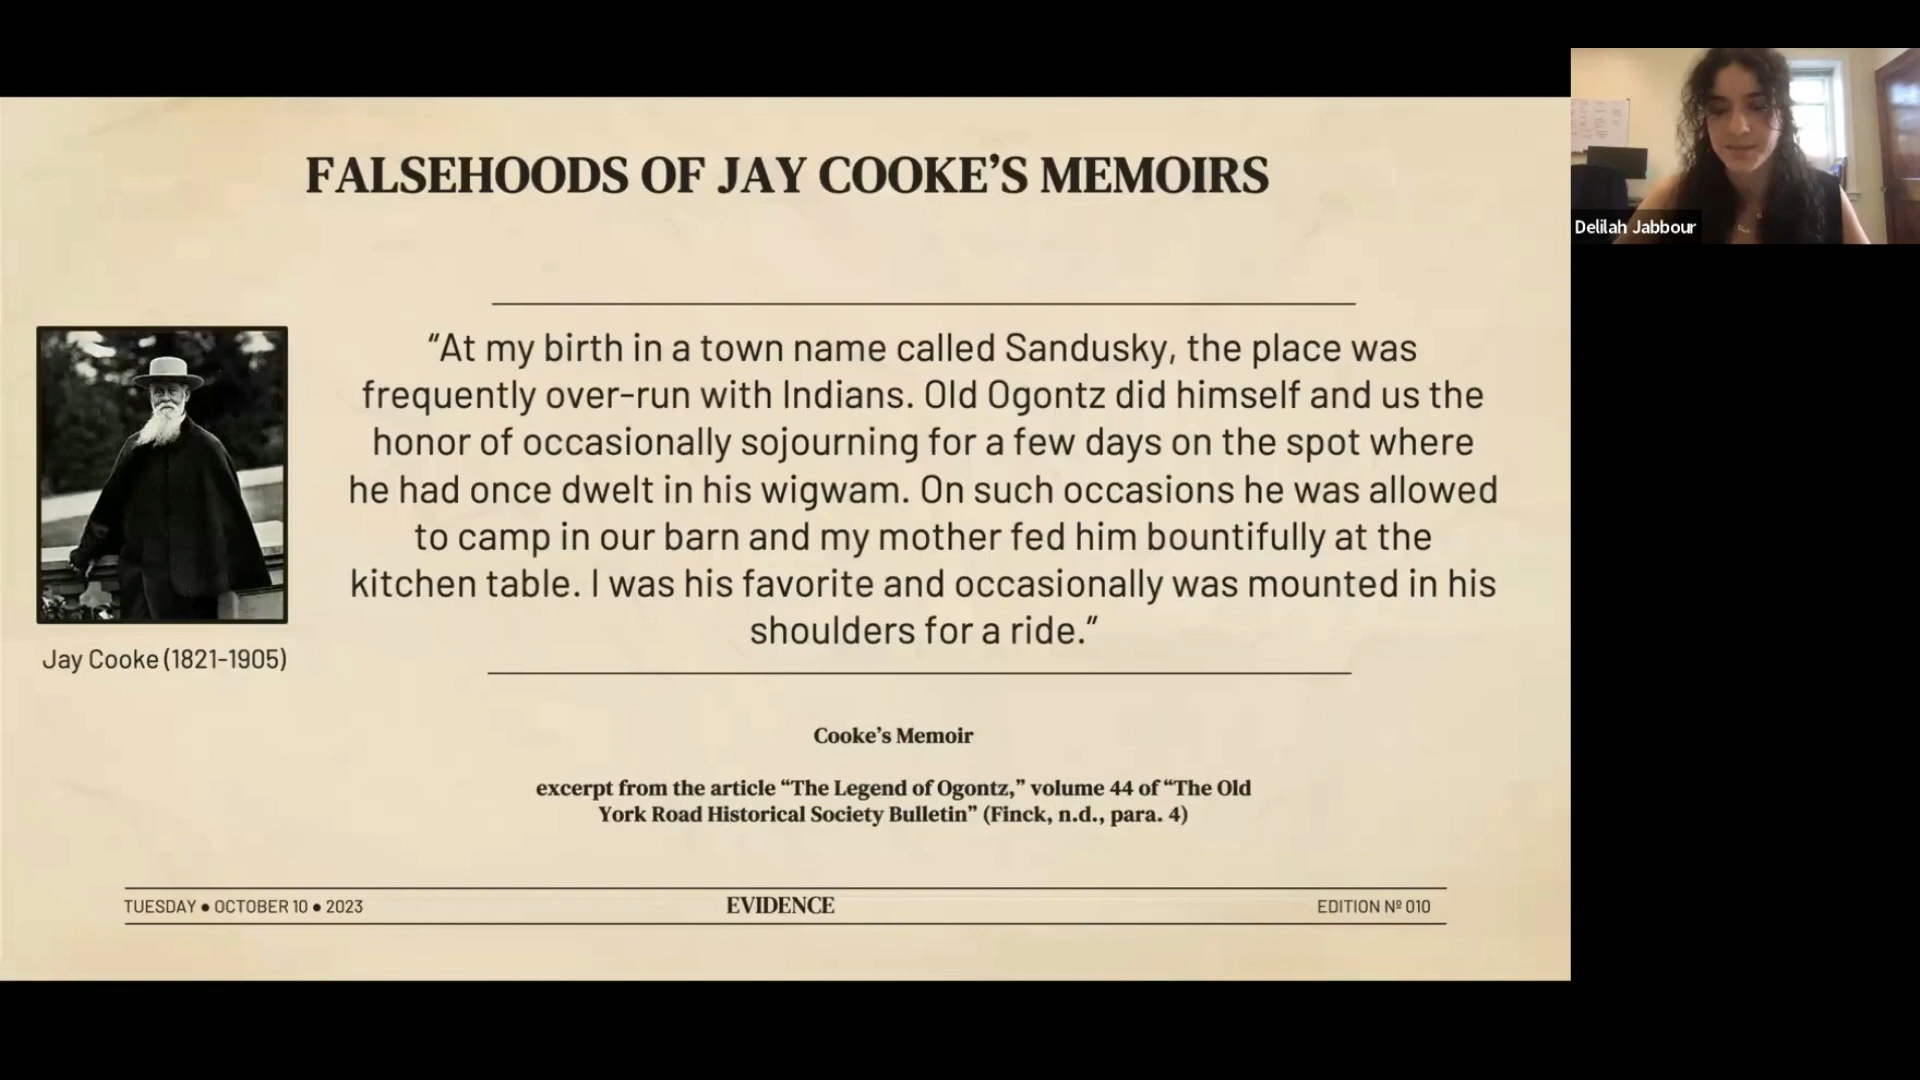 FALSEHOODS OF JAY COOKE’S MEMOIRS
“At my birth in a town name called Sandusky, the place was
frequently over-run with Indians. Old Ogontz did himself and us the
honor of occasionally sojourning for a few days on the spot where
he had once dwelt in his wigwam. On such occasions he was allowed
to camp in our barn and my mother fed him bountifully at the
kitchen table. I was his favorite and occasionally was mounted in his
shoulders for a ride.”
Jay Cooke (1821-1905)
Cooke’s Memoir
excerpt from the article “The Legend of Ogontz,” volume 44 of “The Old
York Road Historical Society Bulletin” (Finck, n.d., para. 4)
TUESDAY ● OCTOBER 10 ● 2023
EVIDENCE
EDITION Nº 010
Delilah Jabbour